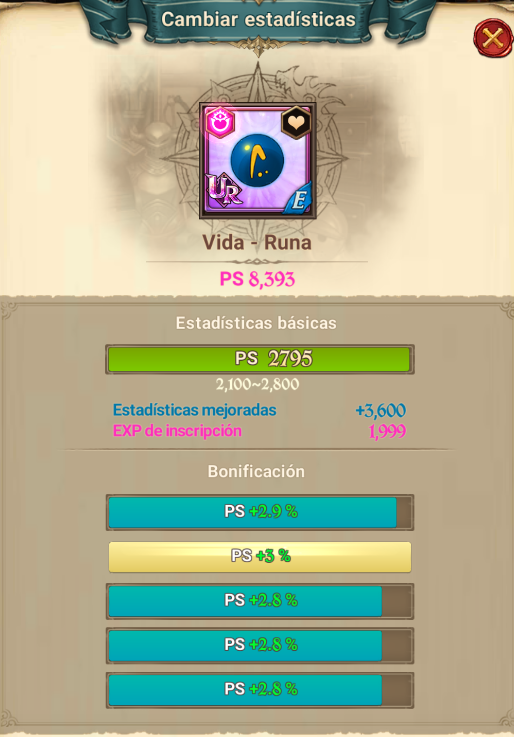 Cambiar estadísticas
UR
E
Vida - Runa
PS 8,393
Estadísticas básicas
PS 2795
2,100~2,800
Estadísticas mejoradas +3,600
EXP de inscripción 1,999
Bonificación
PS +2.9 %
PS +3 %
PS +2.8 %
PS +2.8 %
PS +2.8 %